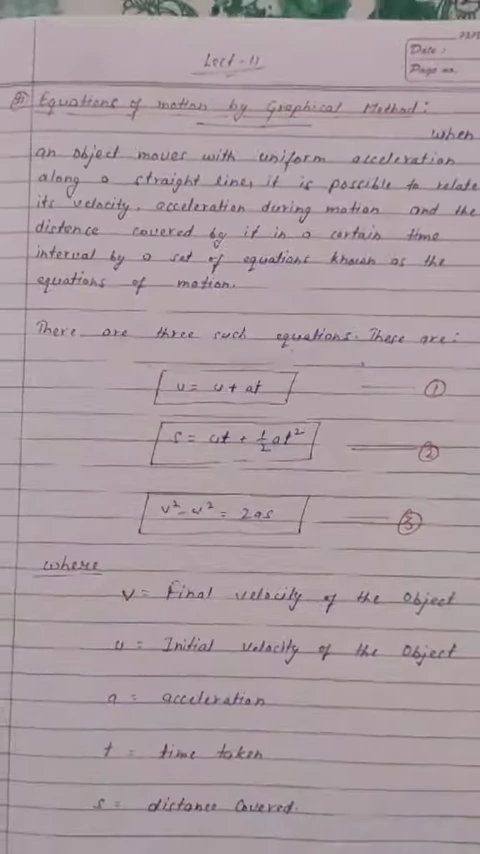 Lect - 11
Date :
Page no.
Equations of motion by Graphical Method:
when
an object moves with uniform acceleration
along a straight line, it is possible to relate
its velocity, acceleration during motion and the
distance covered by it in a certain time
interval by a set of equations known as the
equations of motion.
There are three such equations. These are:
v = u + at ①
s = ut + ½at² ②
v² - u² = 2as ③
where
v = Final velocity of the Object
u = Initial velocity of the Object
a = acceleration
t = time taken
s = distance Covered.